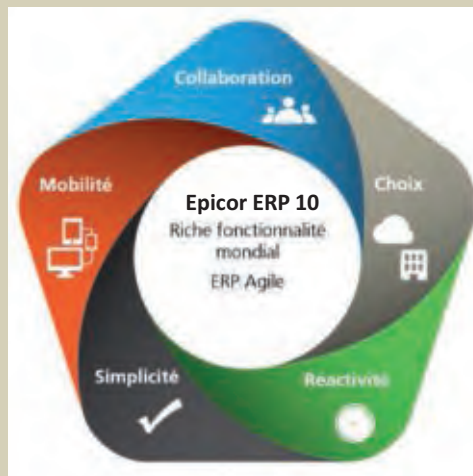 Collaboration
Mobilité
Choix
Epicor ERP 10
Riche fonctionnalité
mondial
ERP Agile
Simplicité
Réactivité